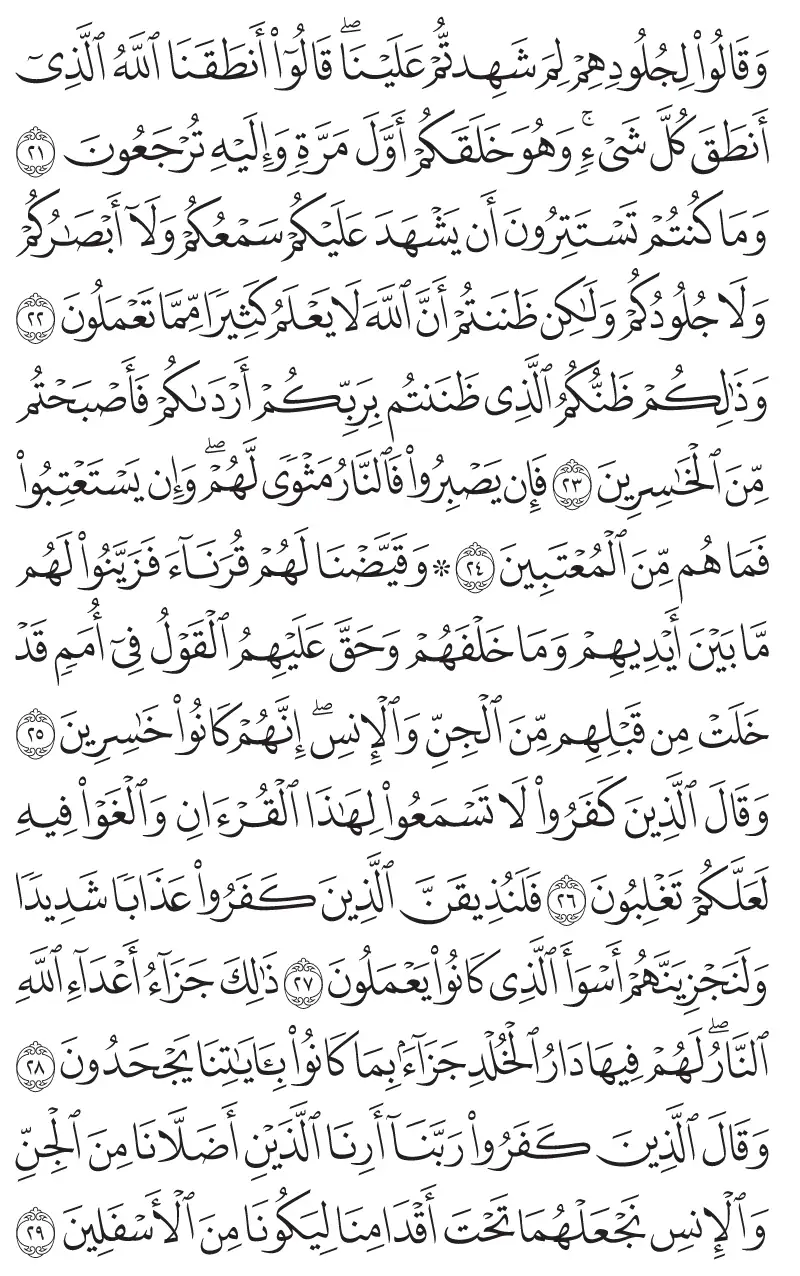 وَقَالُوا۟ لِجُلُودِهِمْ لِمَ شَهِدتُّمْ عَلَيْنَا ۖ قَالُوٓا۟ أَنطَقَنَا ٱللَّهُ ٱلَّذِىٓ
أَنطَقَ كُلَّ شَىْءٍ ۚ وَهُوَ خَلَقَكُمْ أَوَّلَ مَرَّةٍ وَإِلَيْهِ تُرْجَعُونَ ٢١
وَمَا كُنتُمْ تَسْتَتِرُونَ أَن يَشْهَدَ عَلَيْكُمْ سَمْعُكُمْ وَلَآ أَبْصَـٰرُكُمْ
وَلَا جُلُودُكُمْ وَلَـٰكِن ظَنَنتُمْ أَنَّ ٱللَّهَ لَا يَعْلَمُ كَثِيرًا مِّمَّا تَعْمَلُونَ ٢٢
وَذَٰلِكُمْ ظَنُّكُمُ ٱلَّذِى ظَنَنتُم بِرَبِّكُمْ أَرْدَىٰكُمْ فَأَصْبَحْتُم
مِّنَ ٱلْخَـٰسِرِينَ ٢٣ فَإِن يَصْبِرُوا۟ فَٱلنَّارُ مَثْوًى لَّهُمْ ۖ وَإِن يَسْتَعْتِبُوا۟
فَمَا هُم مِّنَ ٱلْمُعْتَبِينَ ٢٤ * وَقَيَّضْنَا لَهُمْ قُرَنَآءَ فَزَيَّنُوا۟ لَهُم
مَّا بَيْنَ أَيْدِيهِمْ وَمَا خَلْفَهُمْ وَحَقَّ عَلَيْهِمُ ٱلْقَوْلُ فِىٓ أُمَمٍ قَدْ
خَلَتْ مِن قَبْلِهِم مِّنَ ٱلْجِنِّ وَٱلْإِنسِ ۖ إِنَّهُمْ كَانُوا۟ خَـٰسِرِينَ ٢٥
وَقَالَ ٱلَّذِينَ كَفَرُوا۟ لَا تَسْمَعُوا۟ لِهَـٰذَا ٱلْقُرْءَانِ وَٱلْغَوْا۟ فِيهِ
لَعَلَّكُمْ تَغْلِبُونَ ٢٦ فَلَنُذِيقَنَّ ٱلَّذِينَ كَفَرُوا۟ عَذَابًا شَدِيدًا
وَلَنَجْزِيَنَّهُمْ أَسْوَأَ ٱلَّذِى كَانُوا۟ يَعْمَلُونَ ٢٧ ذَٰلِكَ جَزَآءُ أَعْدَآءِ ٱللَّهِ
ٱلنَّارُ ۖ لَهُمْ فِيهَا دَارُ ٱلْخُلْدِ جَزَآءًۢ بِمَا كَانُوا۟ بِـَٔايَـٰتِنَا يَجْحَدُونَ ٢٨
وَقَالَ ٱلَّذِينَ كَفَرُوا۟ رَبَّنَآ أَرِنَا ٱلَّذَيْنِ أَضَلَّانَا مِنَ ٱلْجِنِّ
وَٱلْإِنسِ نَجْعَلْهُمَا تَحْتَ أَقْدَامِنَا لِيَكُونَا مِنَ ٱلْأَسْفَلِينَ ٢٩